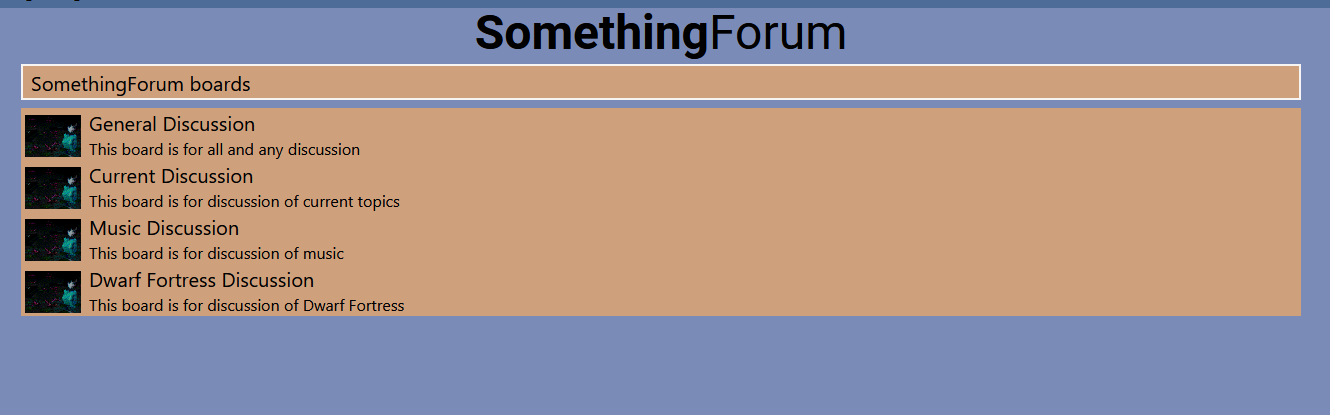 SomethingForum
SomethingForum boards
General Discussion
This board is for all and any discussion
Current Discussion
This board is for discussion of current topics
Music Discussion
This board is for discussion of music
Dwarf Fortress Discussion
This board is for discussion of Dwarf Fortress